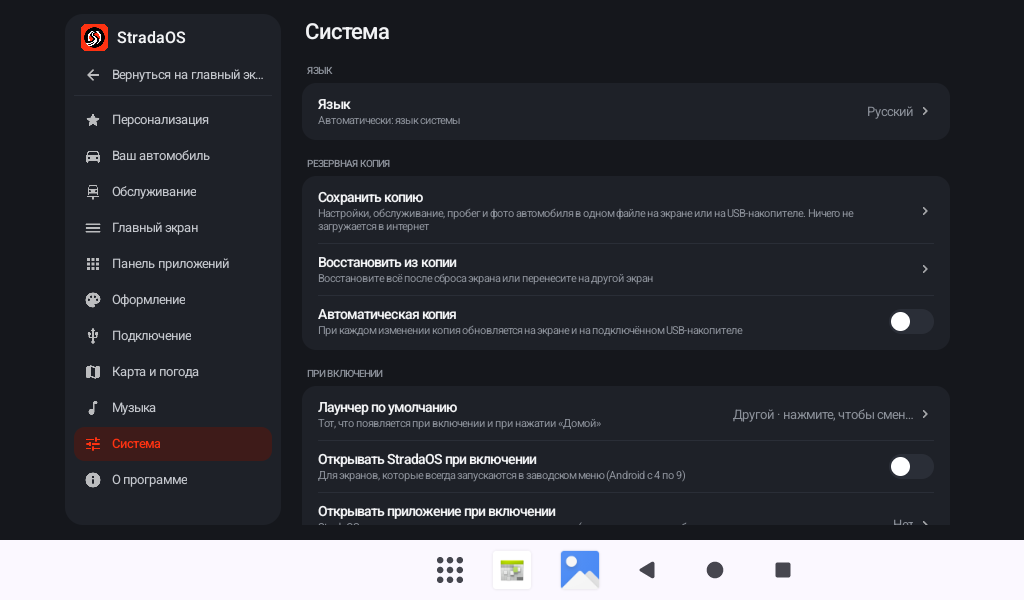 StradaOS
Вернуться на главный эк...
Персонализация
Ваш автомобиль
Обслуживание
Главный экран
Панель приложений
Оформление
Подключение
Карта и погода
Музыка
Система
О программе
Система
ЯЗЫК
Язык
Автоматически: язык системы
Русский
РЕЗЕРВНАЯ КОПИЯ
Сохранить копию
Настройки, обслуживание, пробег и фото автомобиля в одном файле на экране или на USB-накопителе. Ничего не
загружается в интернет
Восстановить из копии
Восстановите всё после сброса экрана или перенесите на другой экран
Автоматическая копия
При каждом изменении копия обновляется на экране и на подключённом USB-накопителе
ПРИ ВКЛЮЧЕНИИ
Лаунчер по умолчанию
Тот, что появляется при включении и при нажатии «Домой»
Другой · нажмите, чтобы смен...
Открывать StradaOS при включении
Для экранов, которые всегда запускаются в заводском меню (Android с 4 по 9)
Открывать приложение при включении
Нет